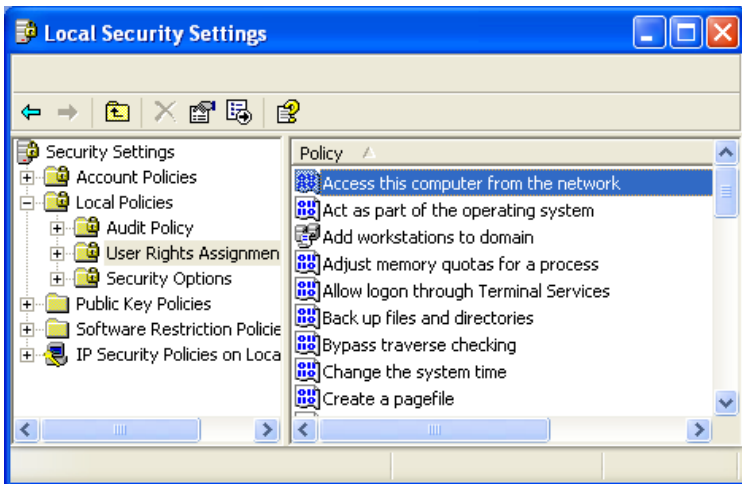 Local Security Settings
Security Settings
Account Policies
Local Policies
Audit Policy
User Rights Assignmen
Security Options
Public Key Policies
Software Restriction Policie
IP Security Policies on Loca
Policy
Access this computer from the network
Act as part of the operating system
Add workstations to domain
Adjust memory quotas for a process
Allow logon through Terminal Services
Back up files and directories
Bypass traverse checking
Change the system time
Create a pagefile